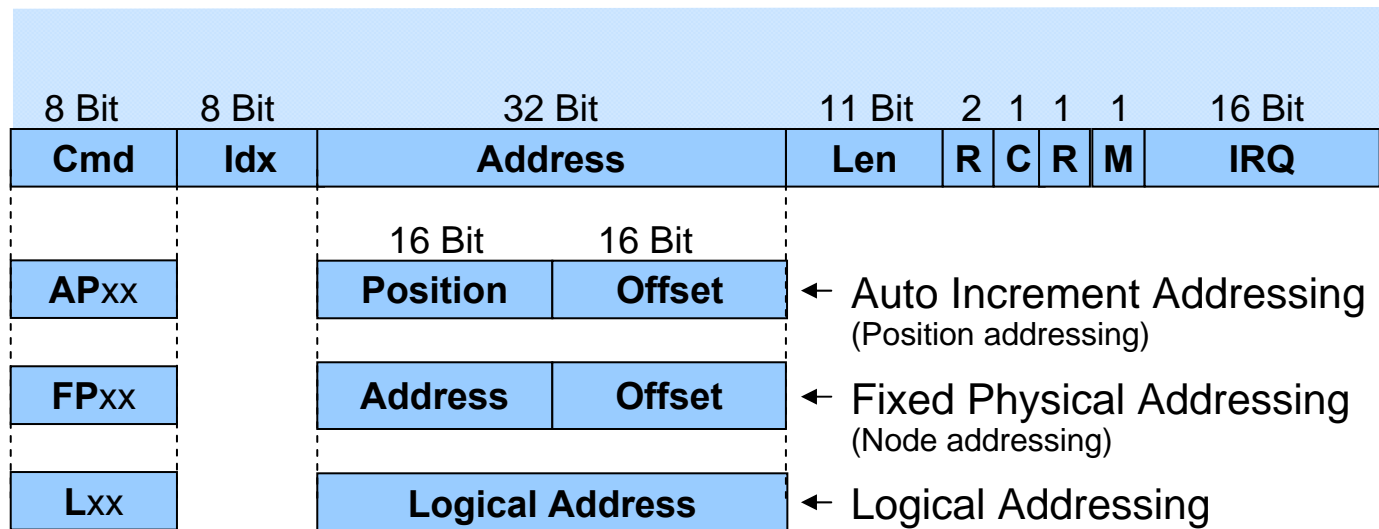 8 Bit 8 Bit 32 Bit 11 Bit 2 1 1 1 16 Bit
Cmd Idx Address Len R C R M IRQ
16 Bit 16 Bit
APxx Position Offset Auto Increment Addressing
(Position addressing)
FPxx Address Offset Fixed Physical Addressing
(Node addressing)
Lxx Logical Address Logical Addressing